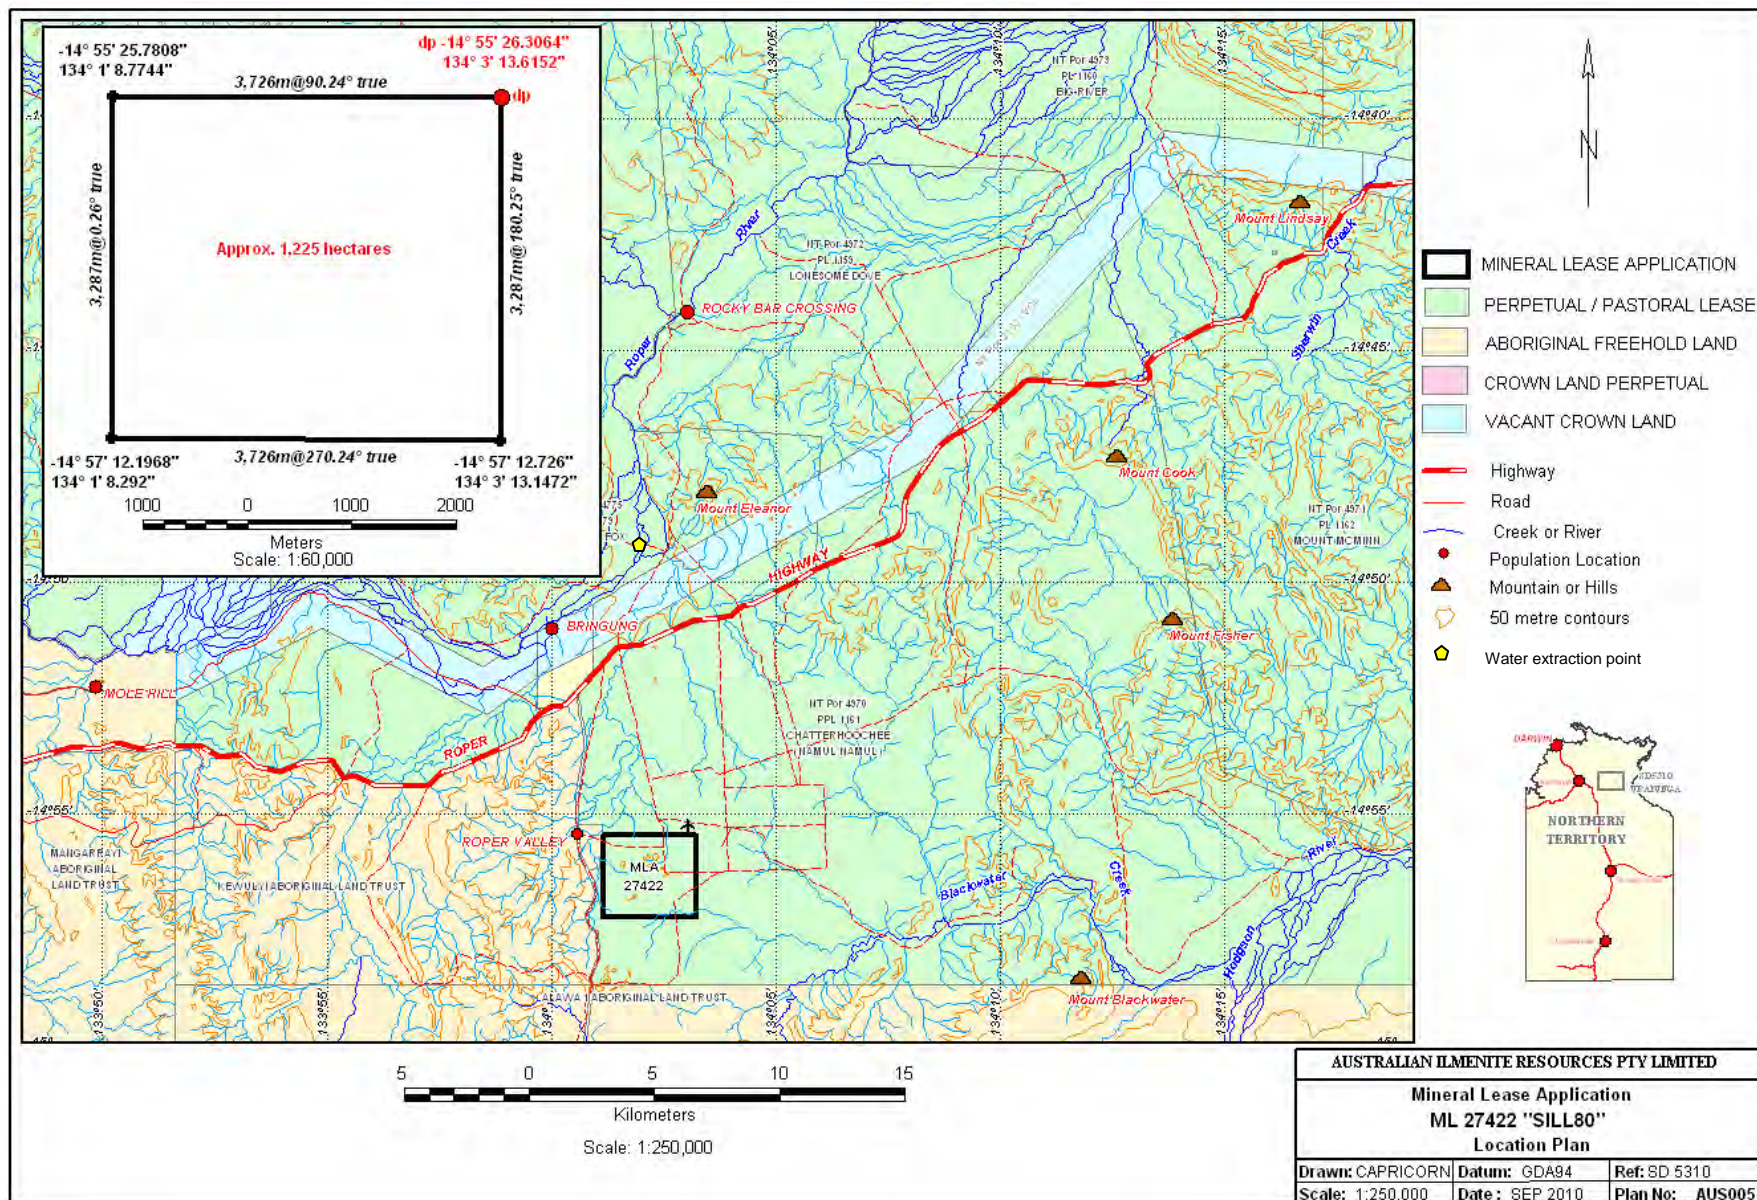 -14° 55' 25.7808"
134° 1' 8.7744"
dp -14° 55' 26.3064"
134° 3' 13.6152"
3,726m@90.24° true
dp
3,287m@0.26° true
3,287m@180.25° true
Approx. 1,225 hectares
-14° 57' 12.1968"
134° 1' 8.292"
3,726m@270.24° true
-14° 57' 12.726"
134° 3' 13.1472"
1000 0 1000 2000
Meters
Scale: 1:60,000
134°05'
134°10'
134°15'
-14°40'
-14°45'
-14°50'
-14°55'
-14°55'
133°50'
133°55'
134°05'
134°10'
134°15'
NT Por 4973
PL 1160
BIG RIVER
River
NT Por 4972
PL 1159
LONESOME DOVE
ROCKY BAR CROSSING
Roper
Mount Lindsay
Creek
Sherwin
Mount Cook
Mount Eleanor
FOX
NT Por 4971
PL 1162
MOUNT MCMINN
HIGHWAY
BRINGUNG
Mount Fisher
MOLE HILL
NT Por 4970
PPL 1161
CHATTERHOOCHEE
(NAMUL NAMUL)
ROPER
ROPER VALLEY
MLA
27422
MANGARRAYI
ABORIGINAL
LAND TRUST
KEWULYI ABORIGINAL LAND TRUST
Blackwater
Creek
River
Hodgson
Mount Blackwater
ALAWA 1 ABORIGINAL LAND TRUST
N
MINERAL LEASE APPLICATION
PERPETUAL / PASTORAL LEASE
ABORIGINAL FREEHOLD LAND
CROWN LAND PERPETUAL
VACANT CROWN LAND
Highway
Road
Creek or River
Population Location
Mountain or Hills
50 metre contours
Water extraction point
DARWIN
NORTHERN
TERRITORY
5 0 5 10 15
Kilometers
Scale: 1:250,000
AUSTRALIAN ILMENITE RESOURCES PTY LIMITED
Mineral Lease Application
ML 27422 "SILL80"
Location Plan
Drawn: CAPRICORN Datum: GDA94 Ref: SD 5310
Scale: 1:250,000 Date: SEP 2010 Plan No: AUS005